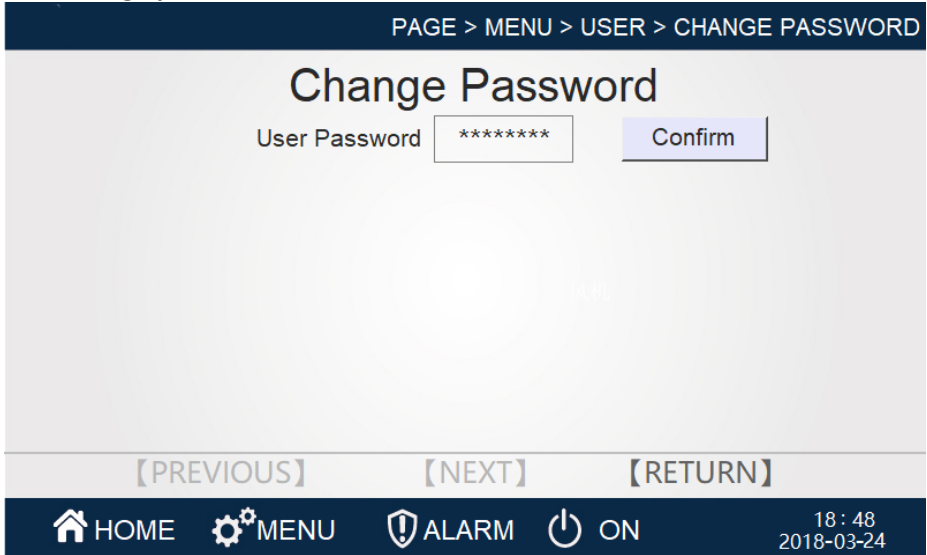 PAGE > MENU > USER > CHANGE PASSWORD
Change Password
User Password ******** Confirm
【PREVIOUS】 【NEXT】 【RETURN】
HOME MENU ALARM ON 18:48
2018-03-24